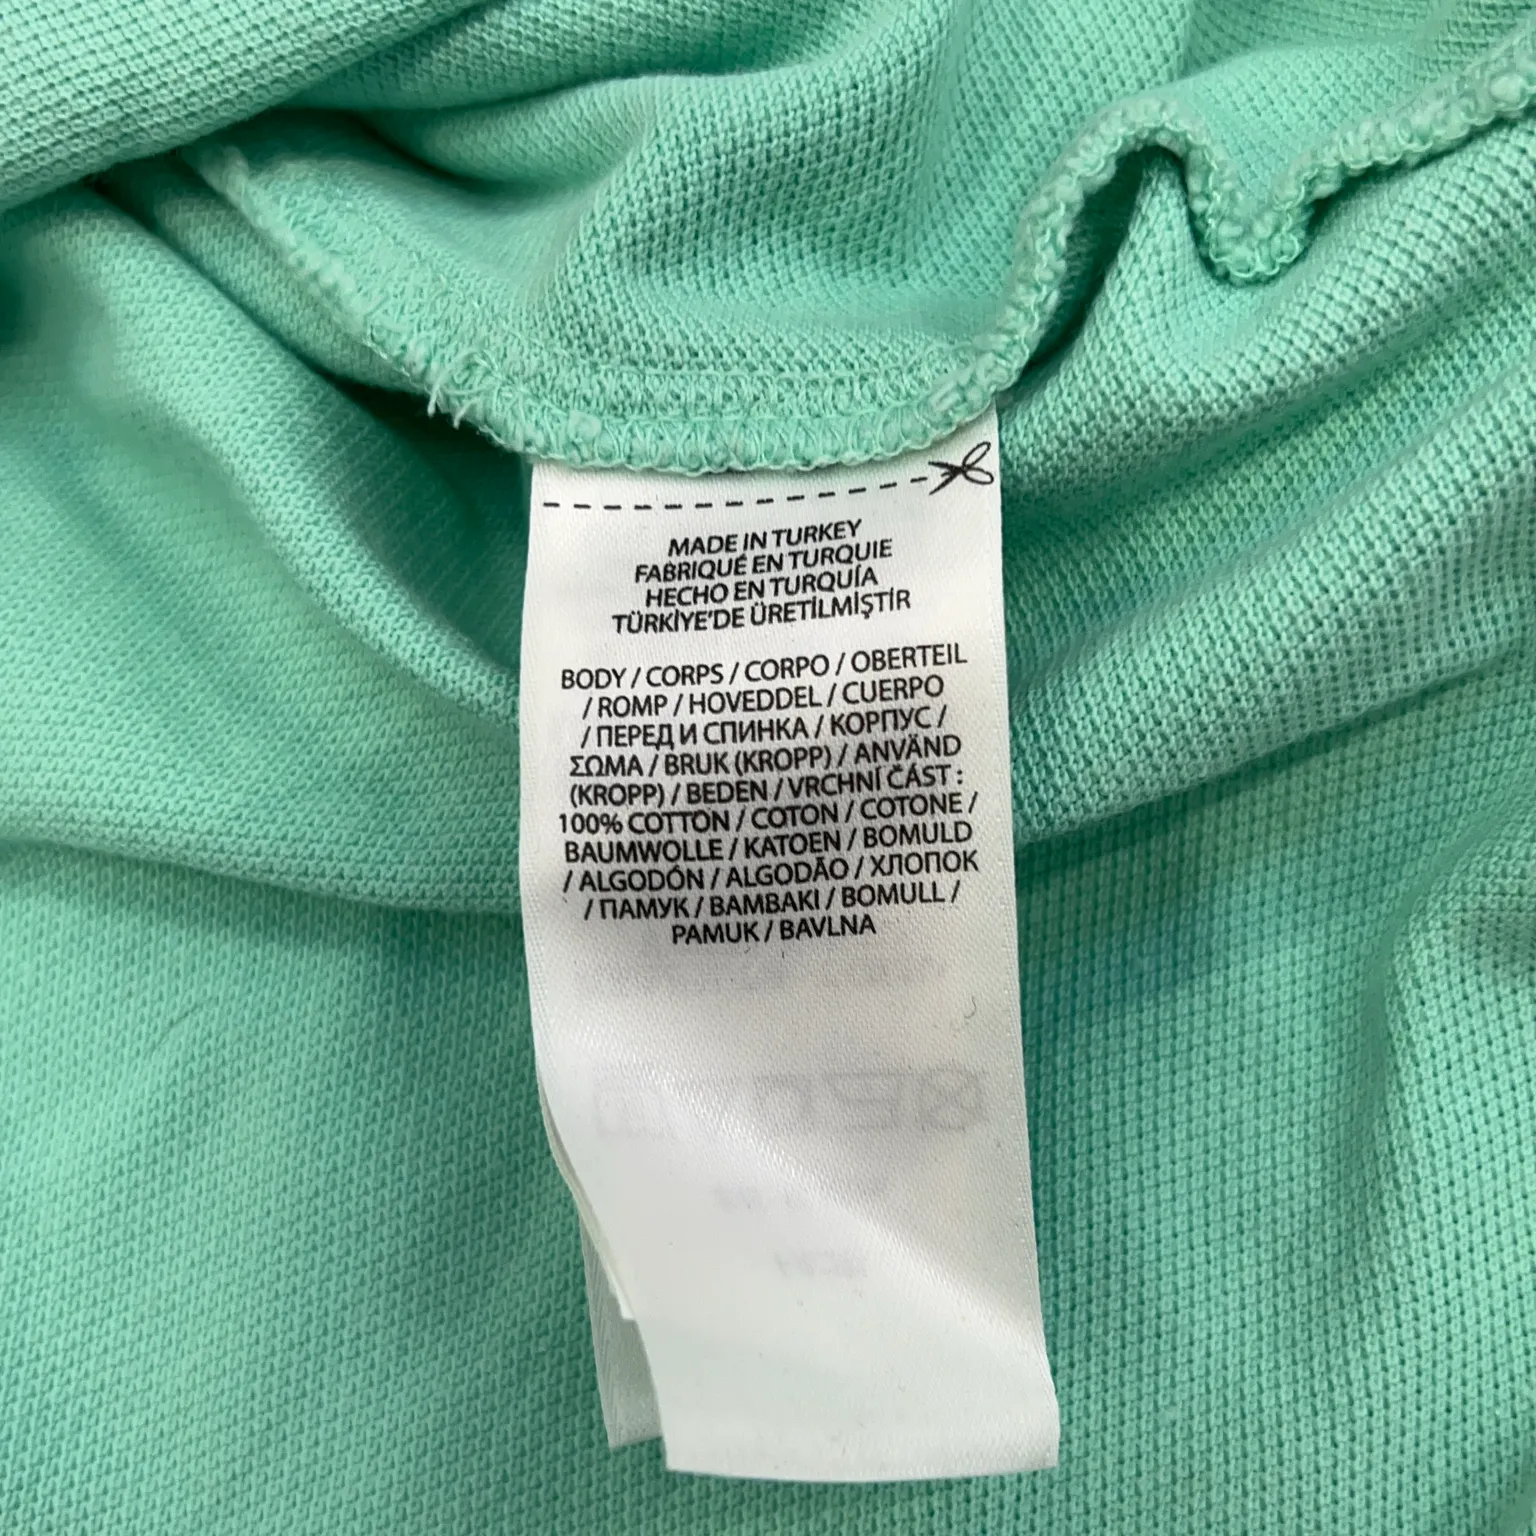 MADE IN TURKEY
FABRIQUÉ EN TURQUIE
HECHO EN TURQUÍA
TÜRKİYE'DE ÜRETİLMİŞTİR
BODY / CORPS / CORPO / OBERTEIL
/ ROMP / HOVEDDEL / CUERPO
/ ПЕРЕД И СПИНКА / КОРПУС /
ΣΩΜΑ / BRUK (KROPP) / ANVÄND
(KROPP) / BEDEN / VRCHNÍ ČÁST :
100% COTTON / COTON / COTONE /
BAUMWOLLE / KATOEN / BOMULD
/ ALGODÓN / ALGODÃO / ХЛОПОК
/ ПАМУК / ΒΑΜΒΑΚΙ / BOMULL /
PAMUK / BAVLNA